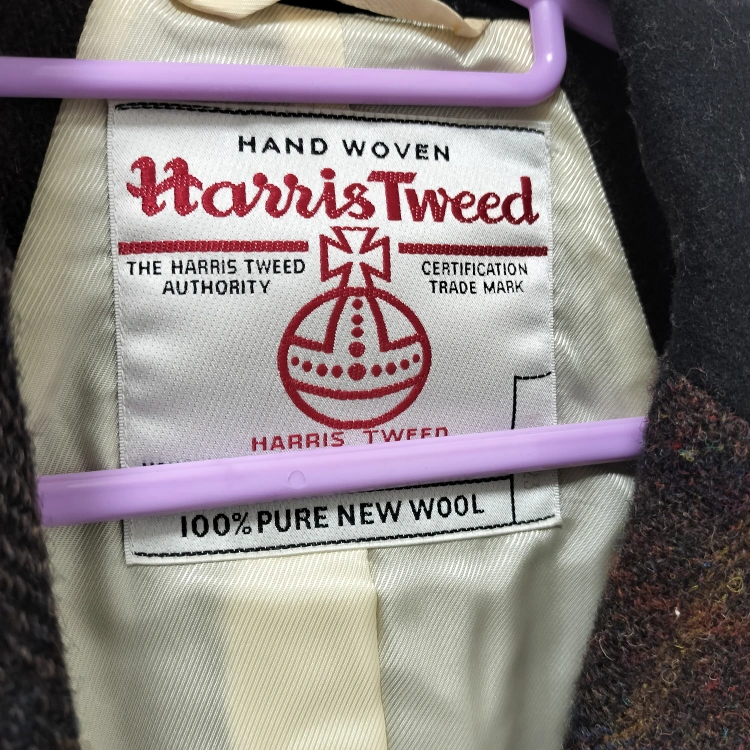 HAND WOVEN
Harris Tweed
THE HARRIS TWEED
AUTHORITY
CERTIFICATION
TRADE MARK
HARRIS TWEED
100% PURE NEW WOOL